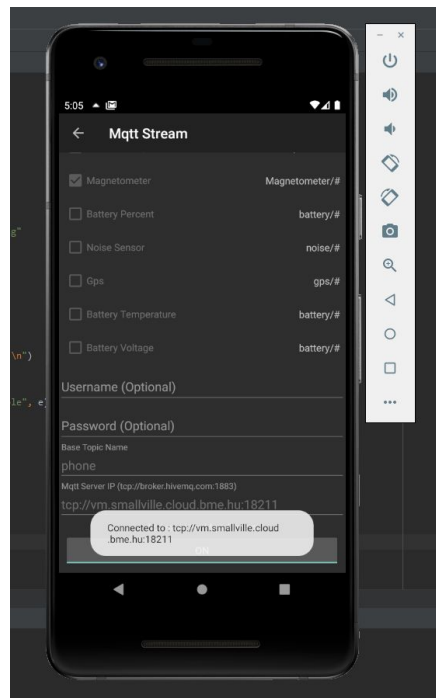 5:05
Mqtt Stream
Magnetometer Magnetometer/#
Battery Percent battery/#
g"
Noise Sensor noise/#
Gps gps/#
Battery Temperature battery/#
Battery Voltage battery/#
\n")
Username (Optional)
le", e
Password (Optional)
Base Topic Name
phone
Mqtt Server IP (tcp://broker.hivemq.com:1883)
tcp://vm.smallville.cloud.bme.hu:18211
Connected to : tcp://vm.smallville.cloud
.bme.hu:18211
ON